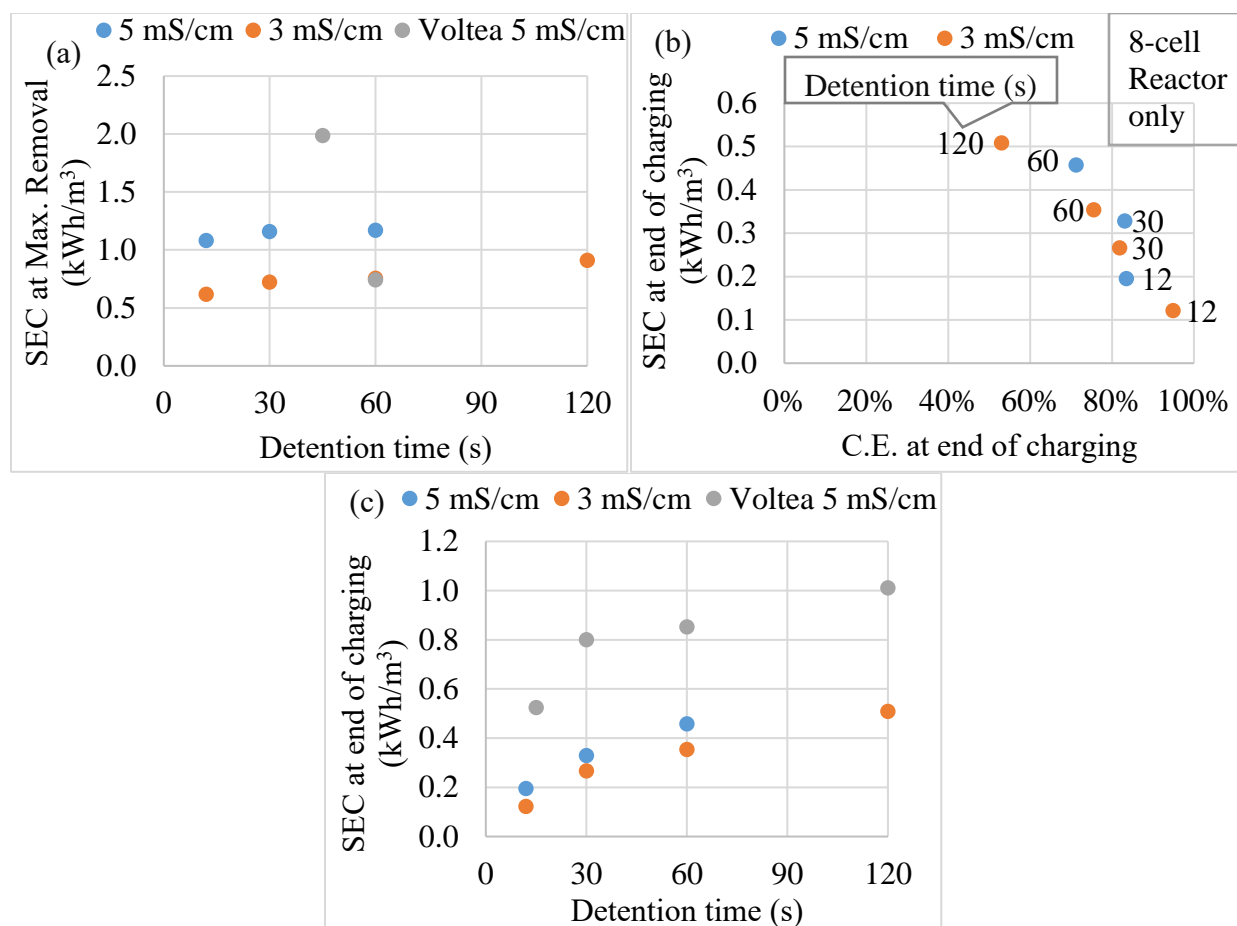 (a) 5 mS/cm 3 mS/cm Voltea 5 mS/cm
SEC at Max. Removal
(kWh/m³)
2.5
2.0
1.5
1.0
0.5
0.0
0 30 60 90 120
Detention time (s)
(b) 5 mS/cm 3 mS/cm
8-cell
Reactor
only
Detention time (s)
SEC at end of charging
(kWh/m³)
0.6
0.5
0.4
0.3
0.2
0.1
0.0
120
60
60
30
30
12
12
0% 20% 40% 60% 80% 100%
C.E. at end of charging
(c) 5 mS/cm 3 mS/cm Voltea 5 mS/cm
SEC at end of charging
(kWh/m³)
1.2
1.0
0.8
0.6
0.4
0.2
0.0
0 30 60 90 120
Detention time (s)